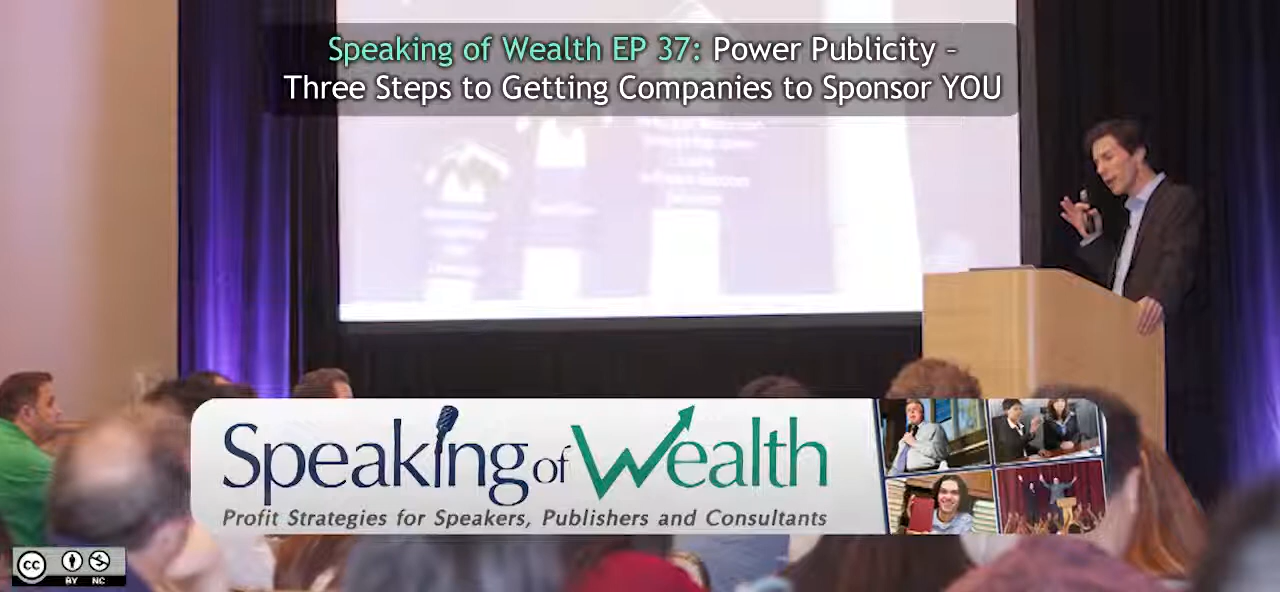 Speaking of Wealth EP 37: Power Publicity –
Three Steps to Getting Companies to Sponsor YOU
Speaking of Wealth
Profit Strategies for Speakers, Publishers and Consultants
cc
BY NC